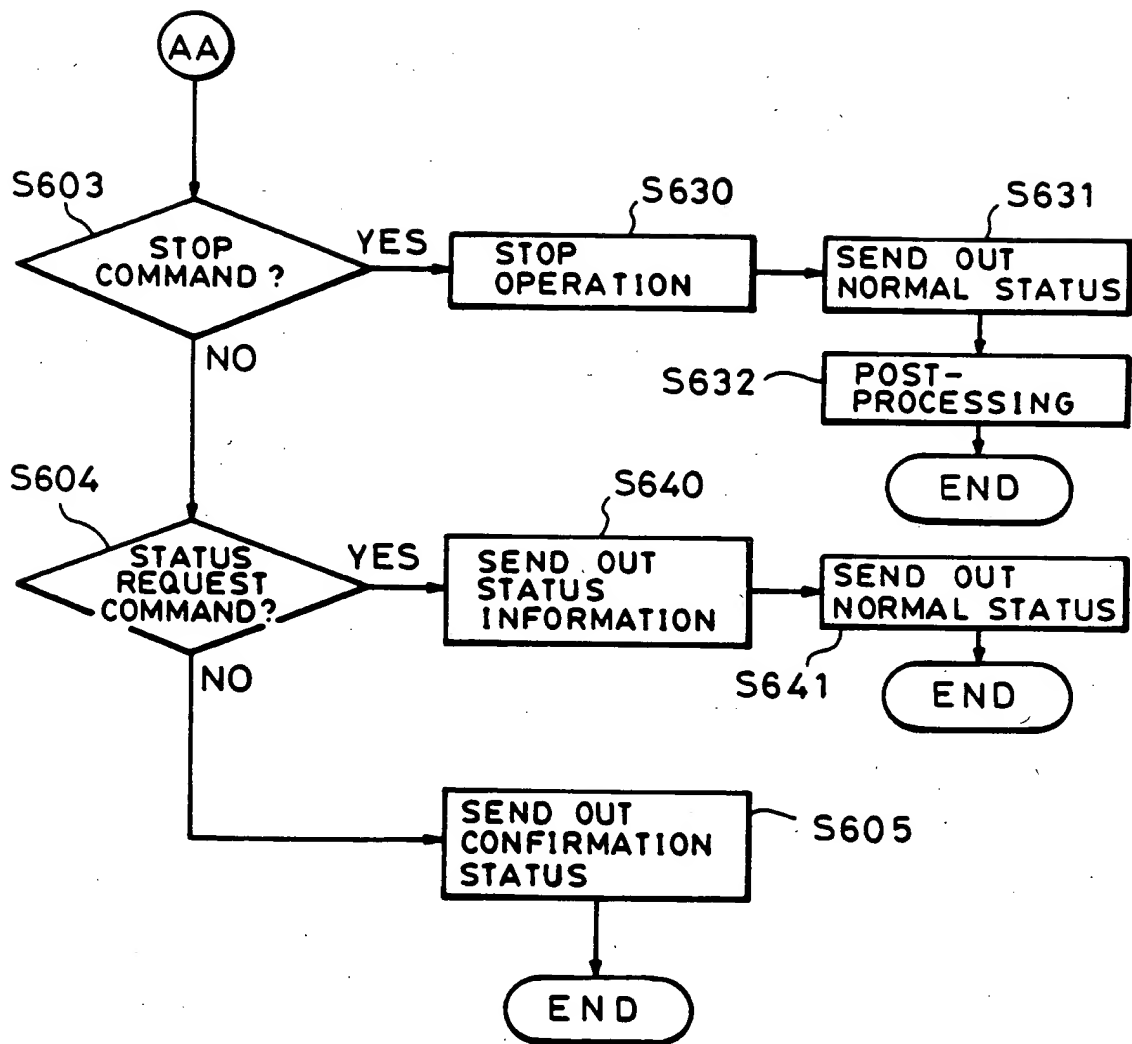 AA
S603
STOP
COMMAND?
YES
NO
S630
STOP
OPERATION
S631
SEND OUT
NORMAL STATUS
S632
POST-
PROCESSING
END
S604
STATUS
REQUEST
COMMAND?
YES
NO
S640
SEND OUT
STATUS
INFORMATION
SEND OUT
NORMAL STATUS
S641
END
SEND OUT
CONFIRMATION
STATUS
S605
END